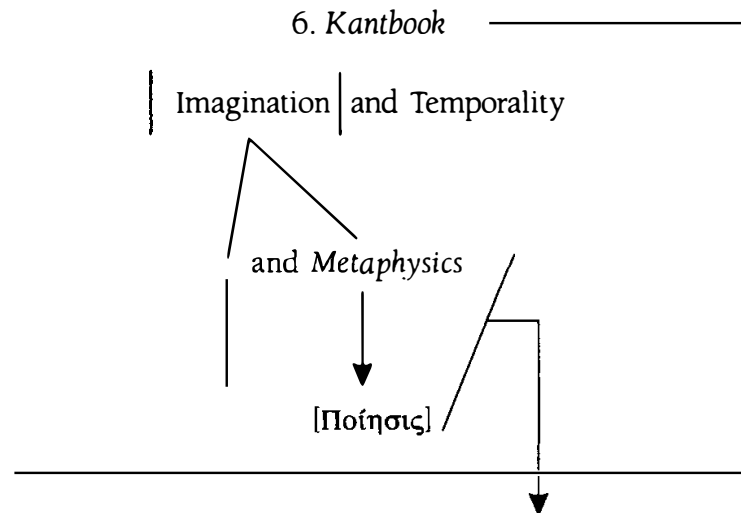 6. Kantbook
Imagination and Temporality
and Metaphysics
[Ποίησις]